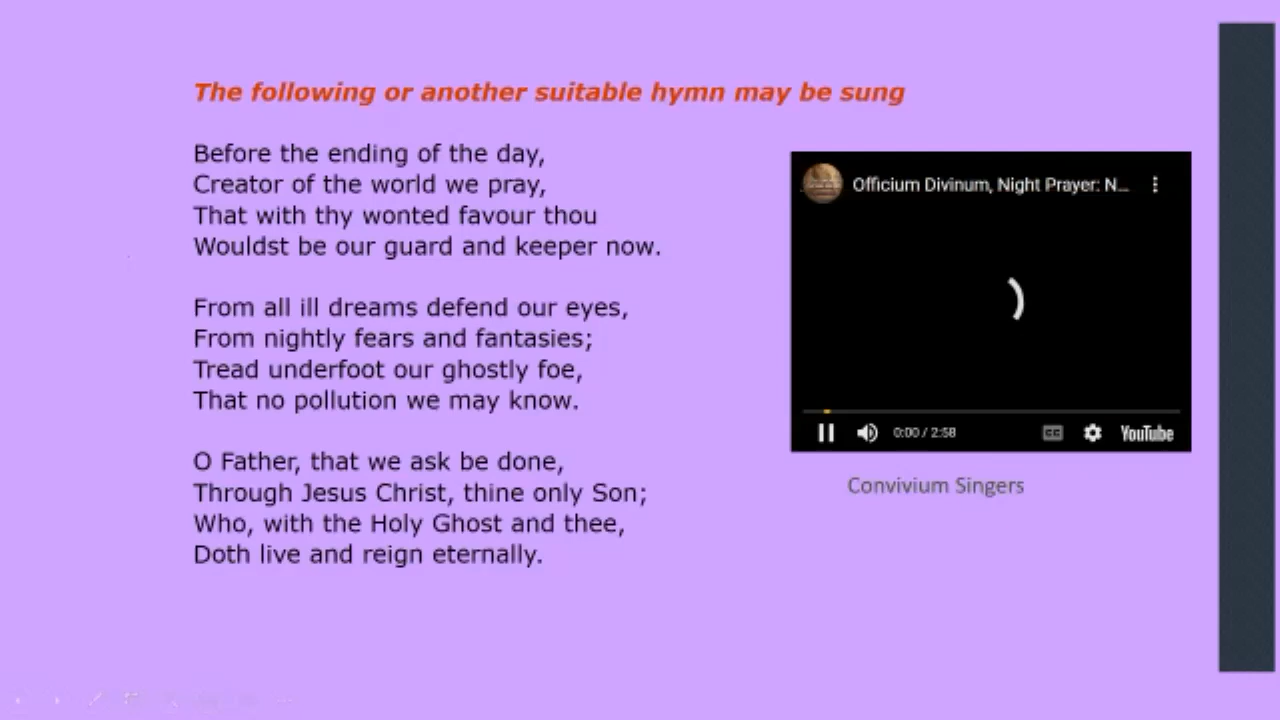 The following or another suitable hymn may be sung
Before the ending of the day,
Creator of the world we pray,
That with thy wonted favour thou
Wouldst be our guard and keeper now.
From all ill dreams defend our eyes,
From nightly fears and fantasies;
Tread underfoot our ghostly foe,
That no pollution we may know.
O Father, that we ask be done,
Through Jesus Christ, thine only Son;
Who, with the Holy Ghost and thee,
Doth live and reign eternally.
Officium Divinum, Night Prayer: N...
0:00 / 2:58
CC
YouTube
Convivium Singers